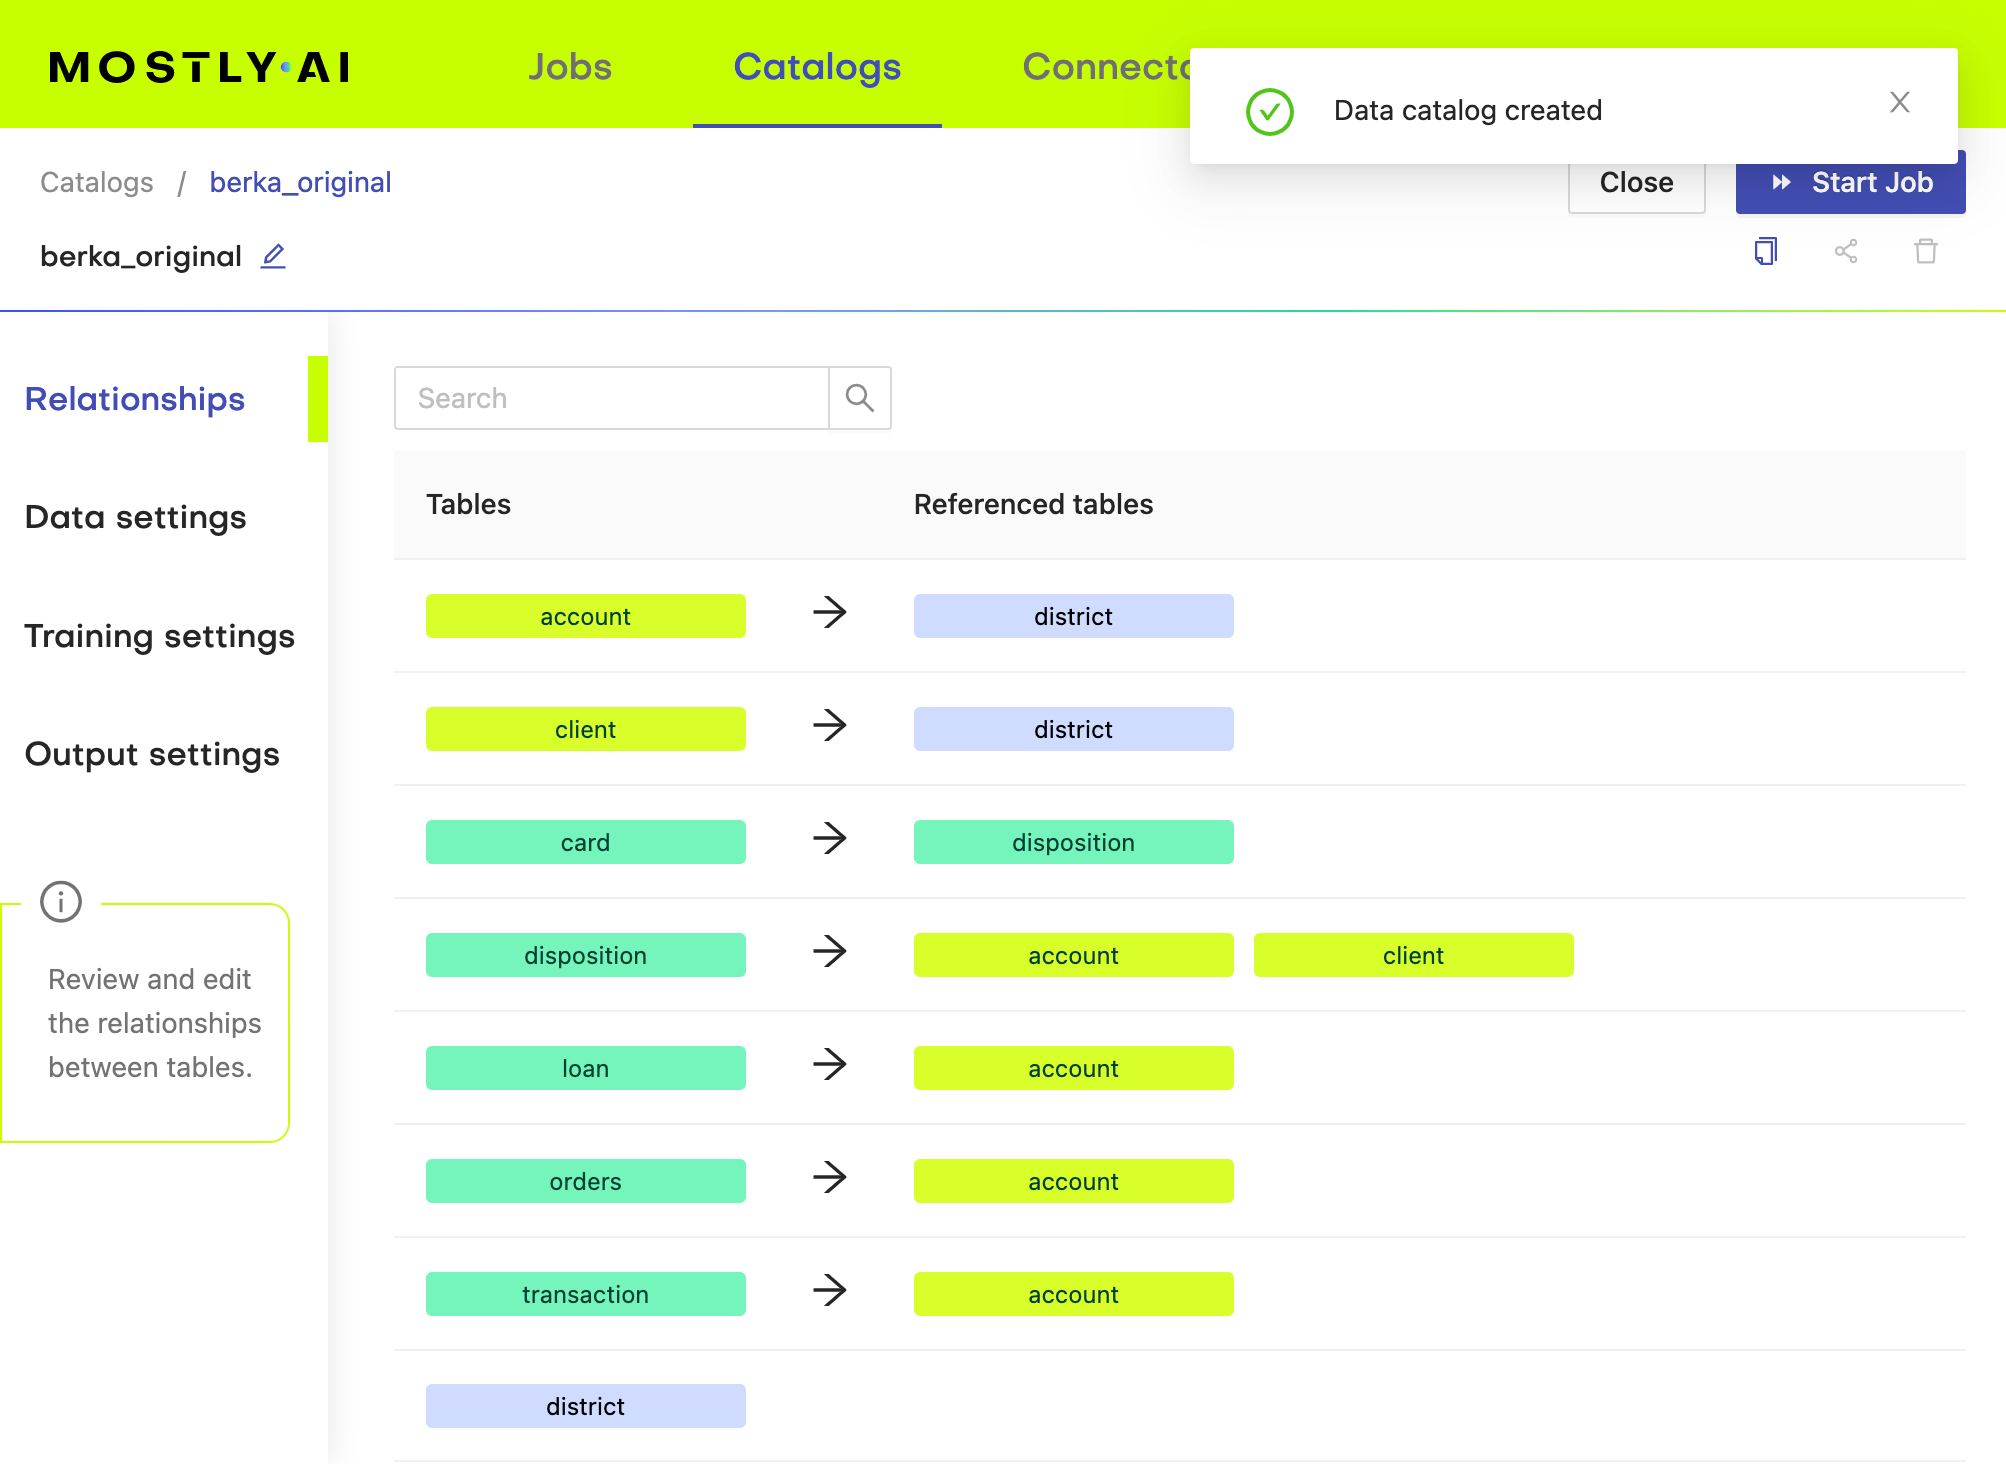 MOSTLY·AI
Jobs
Catalogs
Data catalog created
Catalogs / berka_original
Close
Start Job
berka_original
Relationships
Data settings
Training settings
Output settings
Review and edit
the relationships
between tables.
Search
Tables Referenced tables
account district
client district
card disposition
disposition account client
loan account
orders account
transaction account
district